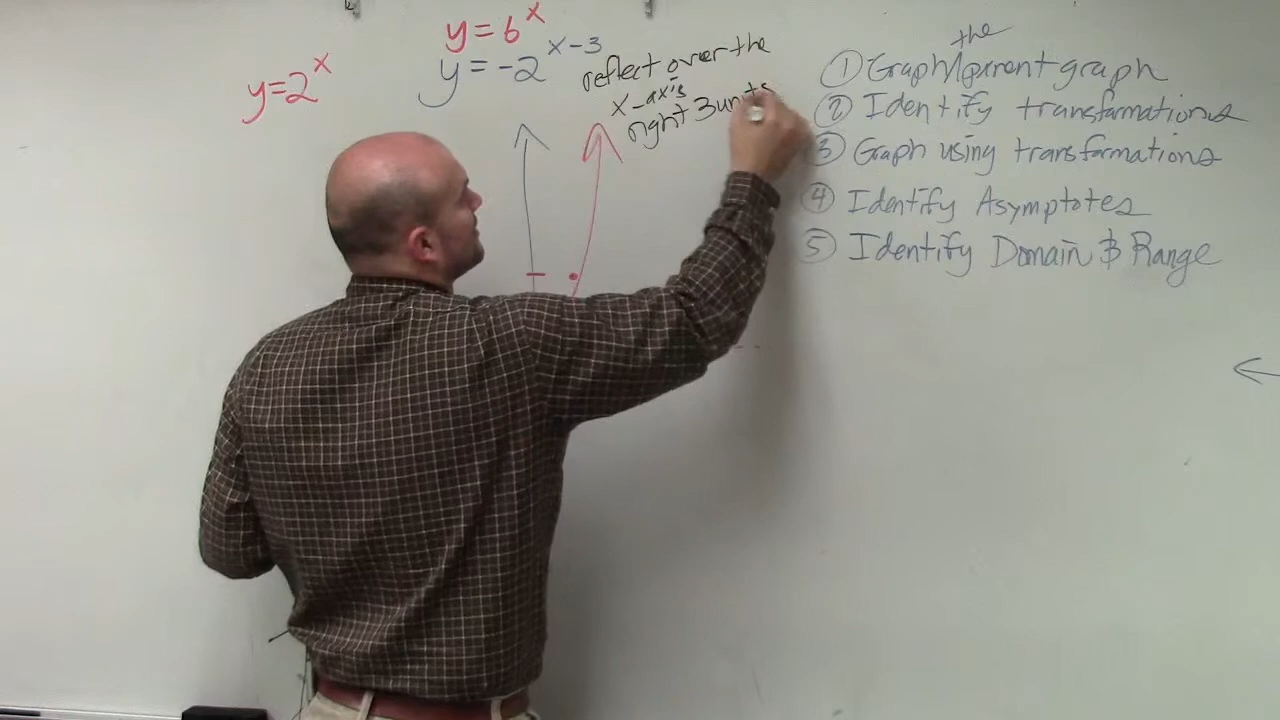 y=2^x
y=6^x
y=-2^x-3
reflect over the
x-axis
right 3 units
the
① Graph parent graph
② Identify transformations
③ Graph using transformations
④ Identify Asymptotes
⑤ Identify Domain & Range